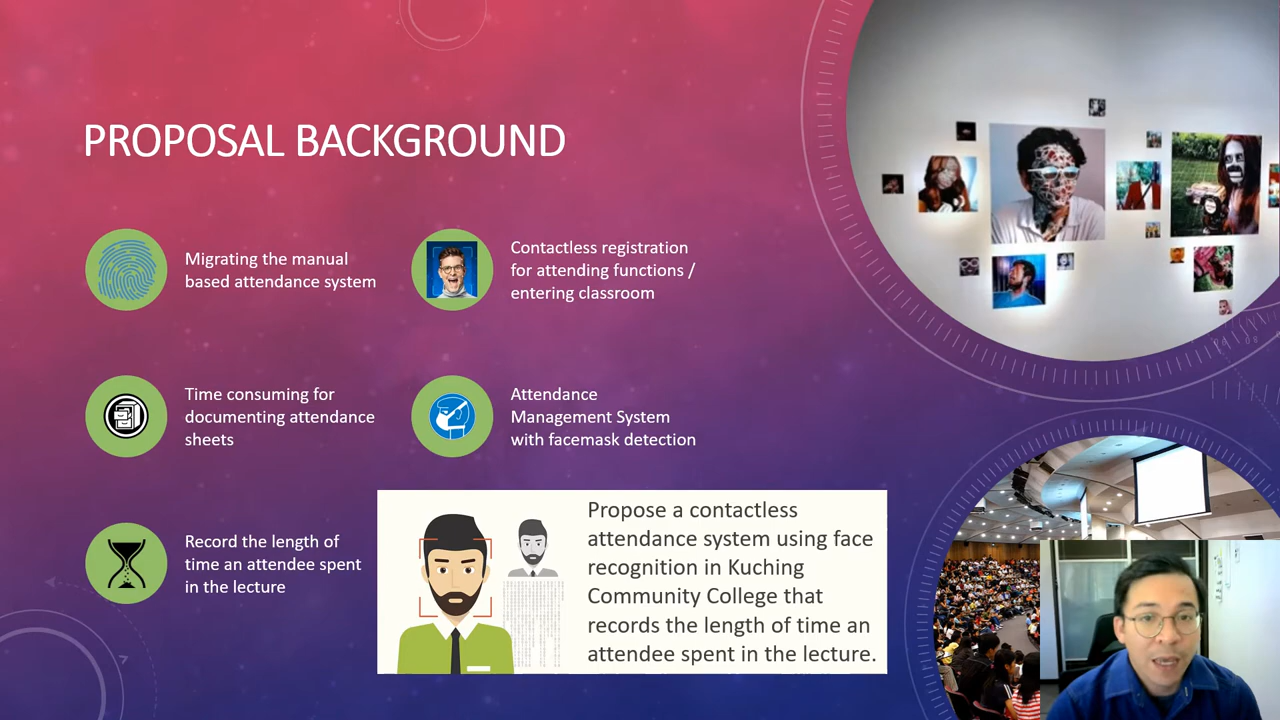 PROPOSAL BACKGROUND
Migrating the manual
based attendance system
Contactless registration
for attending functions /
entering classroom
Time consuming for
documenting attendance
sheets
Attendance
Management System
with facemask detection
Record the length of
time an attendee spent
in the lecture
Propose a contactless
attendance system using face
recognition in Kuching
Community College that
records the length of time an
attendee spent in the lecture.